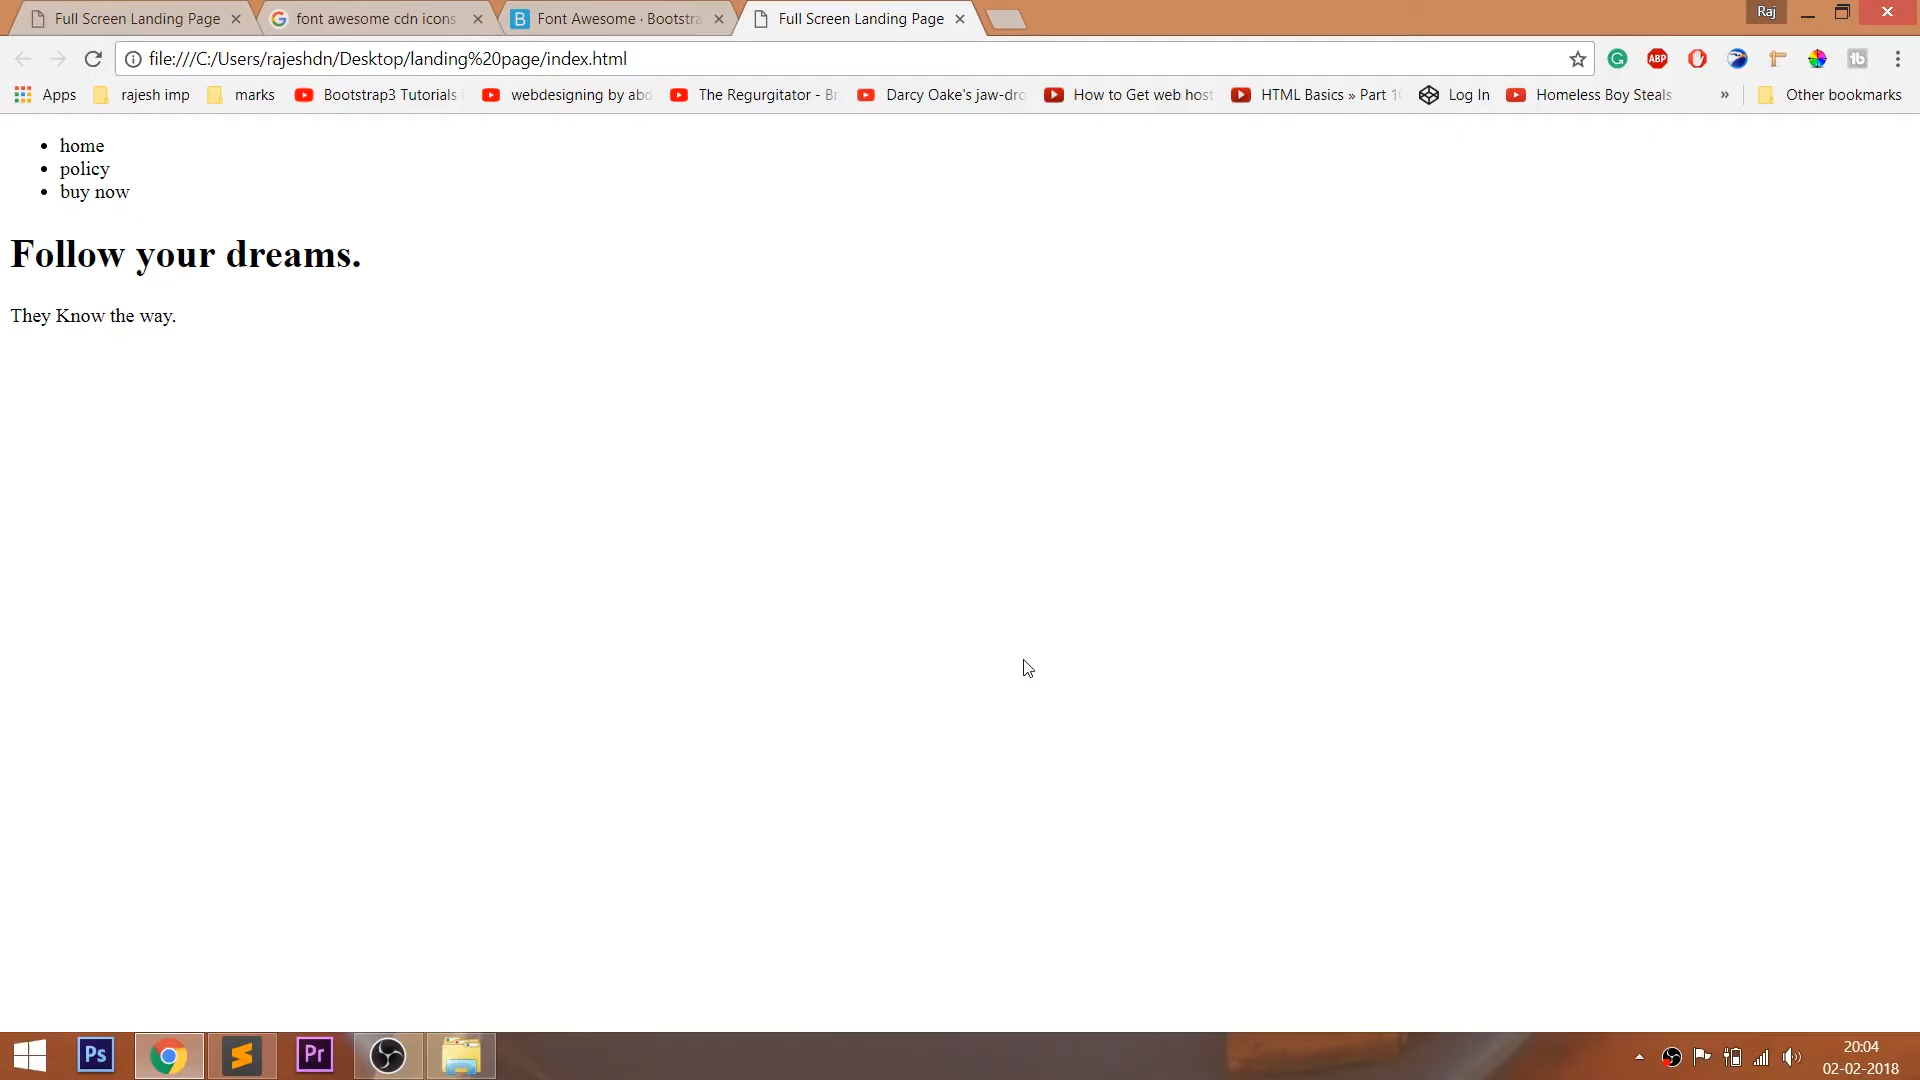 Full Screen Landing Page
font awesome cdn icons
Font Awesome · Bootstra
Full Screen Landing Page
Raj
file:///C:/Users/rajeshdn/Desktop/landing%20page/index.html
ABP
Apps
rajesh imp
marks
Bootstrap3 Tutorials
webdesigning by abd
The Regurgitator - Br
Darcy Oake's jaw-dro
How to Get web host
HTML Basics » Part 1
Log In
Homeless Boy Steals
»
Other bookmarks
home
policy
buy now
Follow your dreams.
They Know the way.
Ps
Pr
20:04
02-02-2018